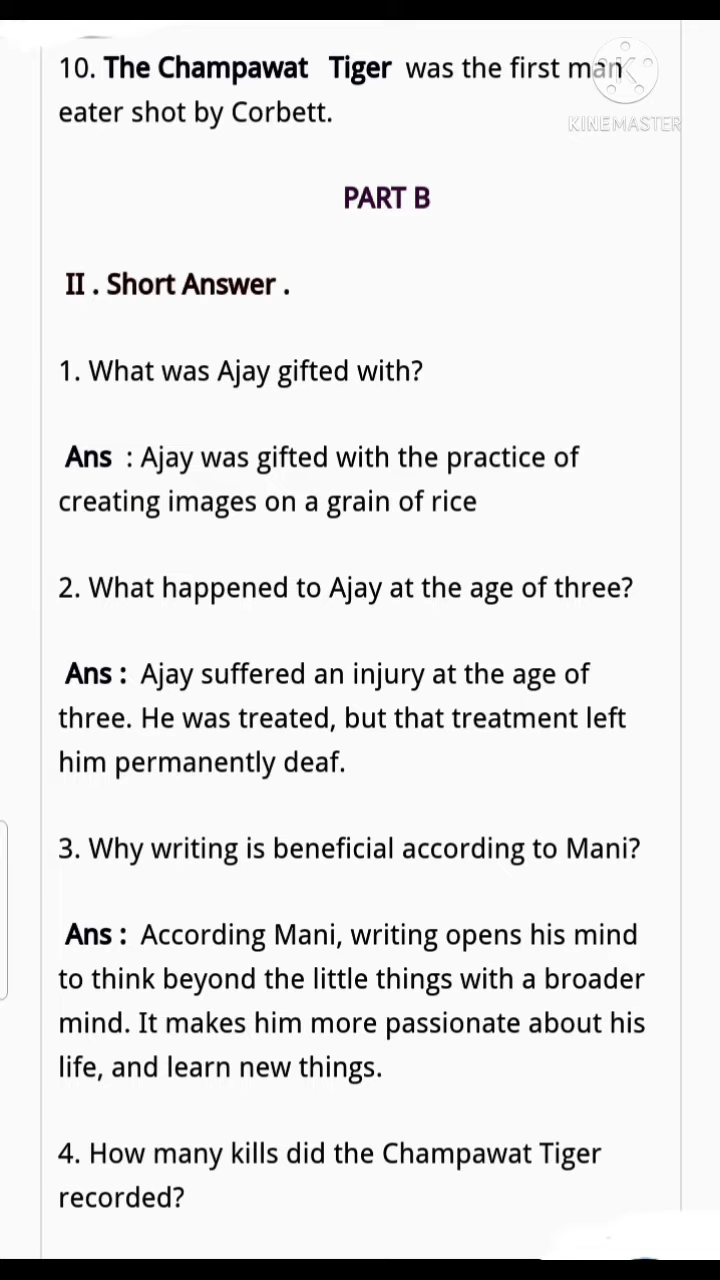 10. The Champawat Tiger was the first man
eater shot by Corbett.
KINEMASTER
PART B
II . Short Answer .
1. What was Ajay gifted with?
Ans : Ajay was gifted with the practice of
creating images on a grain of rice
2. What happened to Ajay at the age of three?
Ans : Ajay suffered an injury at the age of
three. He was treated, but that treatment left
him permanently deaf.
3. Why writing is beneficial according to Mani?
Ans : According Mani, writing opens his mind
to think beyond the little things with a broader
mind. It makes him more passionate about his
life, and learn new things.
4. How many kills did the Champawat Tiger
recorded?